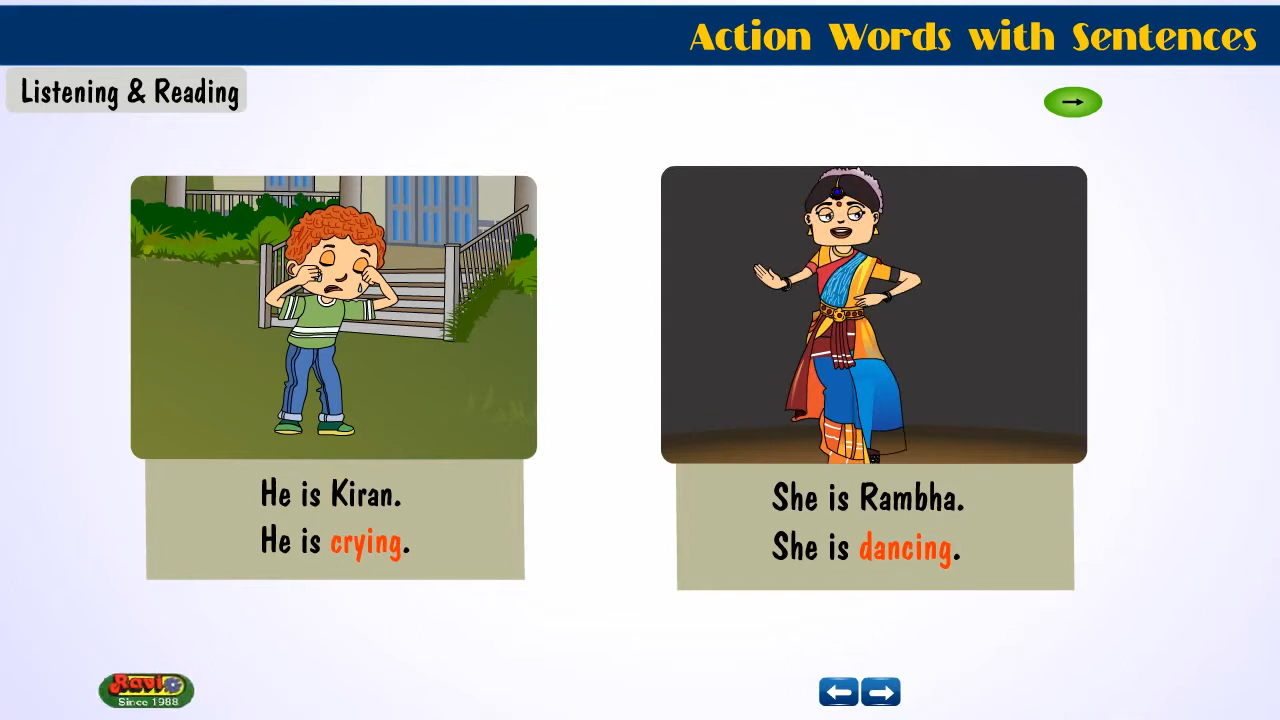 Action Words with Sentences
Listening & Reading
He is Kiran.
He is crying.
She is Rambha.
She is dancing.
Ravi
Since 1988